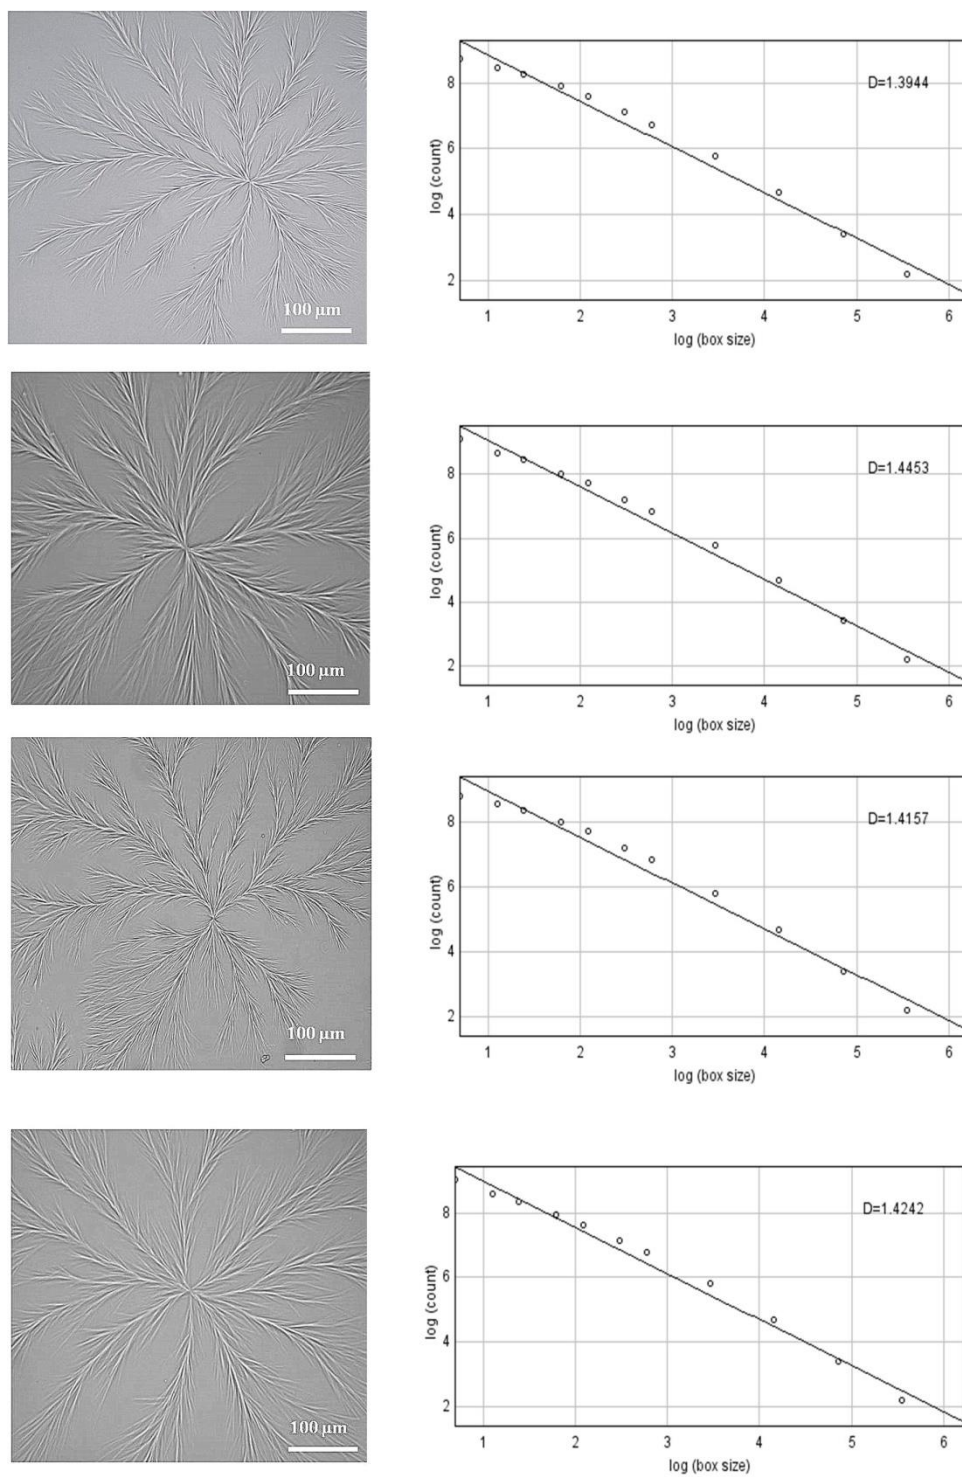 100 µm
D=1.3944
log (count)
8
6
4
2
1 2 3 4 5 6
log (box size)
100 µm
D=1.4453
log (count)
8
6
4
2
1 2 3 4 5 6
log (box size)
100 µm
D=1.4157
log (count)
8
6
4
2
1 2 3 4 5 6
log (box size)
100 µm
D=1.4242
log (count)
8
6
4
2
1 2 3 4 5 6
log (box size)